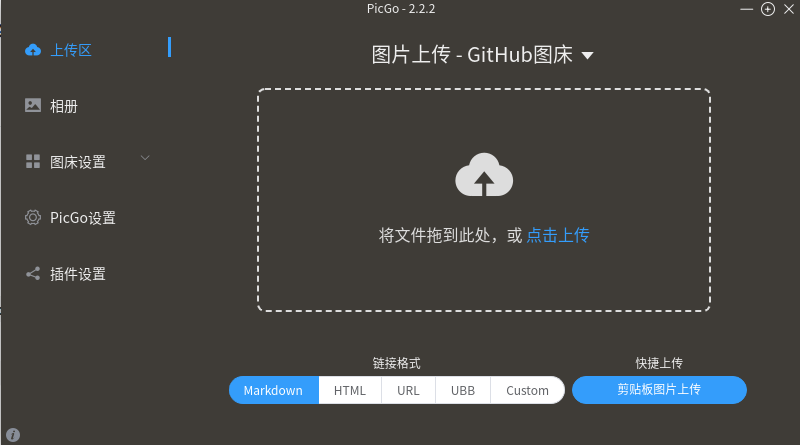 PicGo - 2.2.2
上传区
相册
图床设置
PicGo设置
插件设置
图片上传 - GitHub图床
将文件拖到此处，或 点击上传
链接格式
Markdown HTML URL UBB Custom
快捷上传
剪贴板图片上传